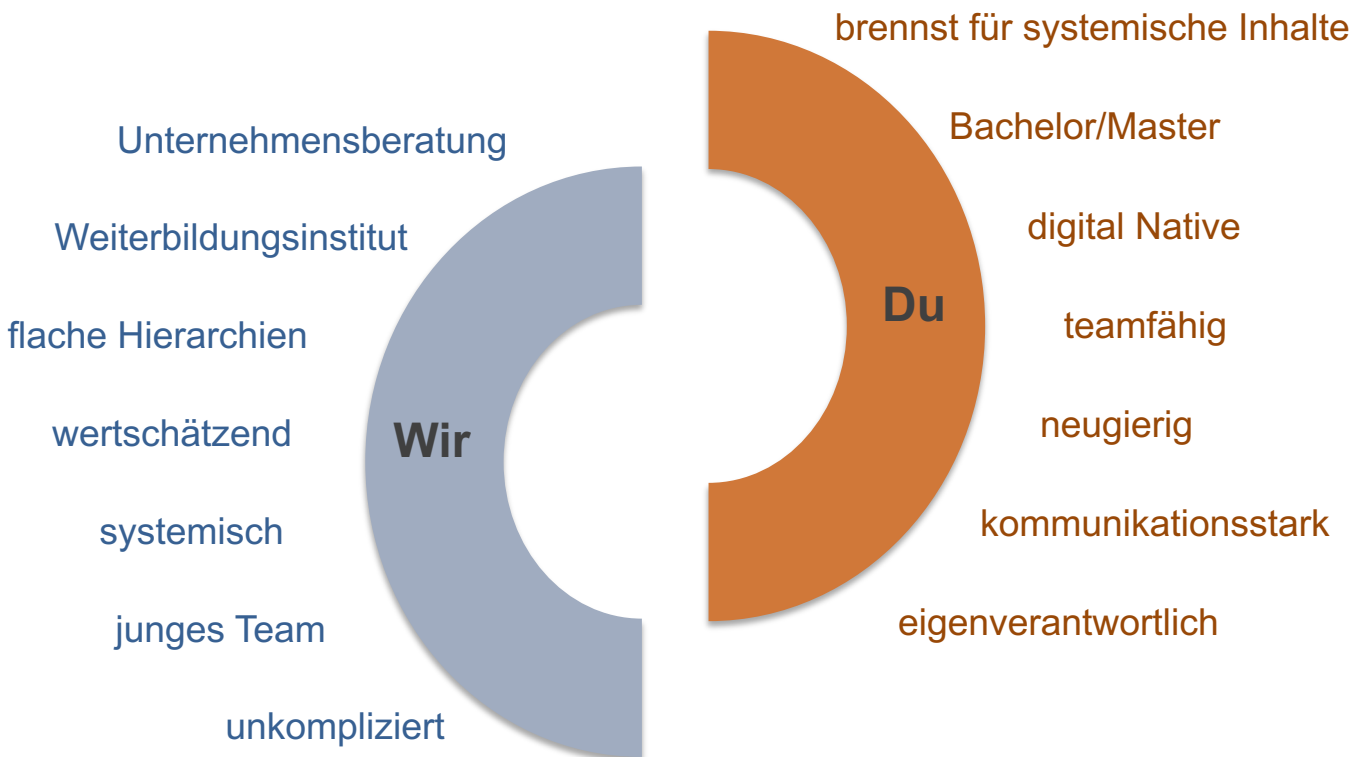 Unternehmensberatung
Weiterbildungsinstitut
flache Hierarchien
wertschätzend
systemisch
junges Team
unkompliziert
Wir
brennst für systemische Inhalte
Bachelor/Master
digital Native
teamfähig
neugierig
kommunikationsstark
eigenverantwortlich
Du